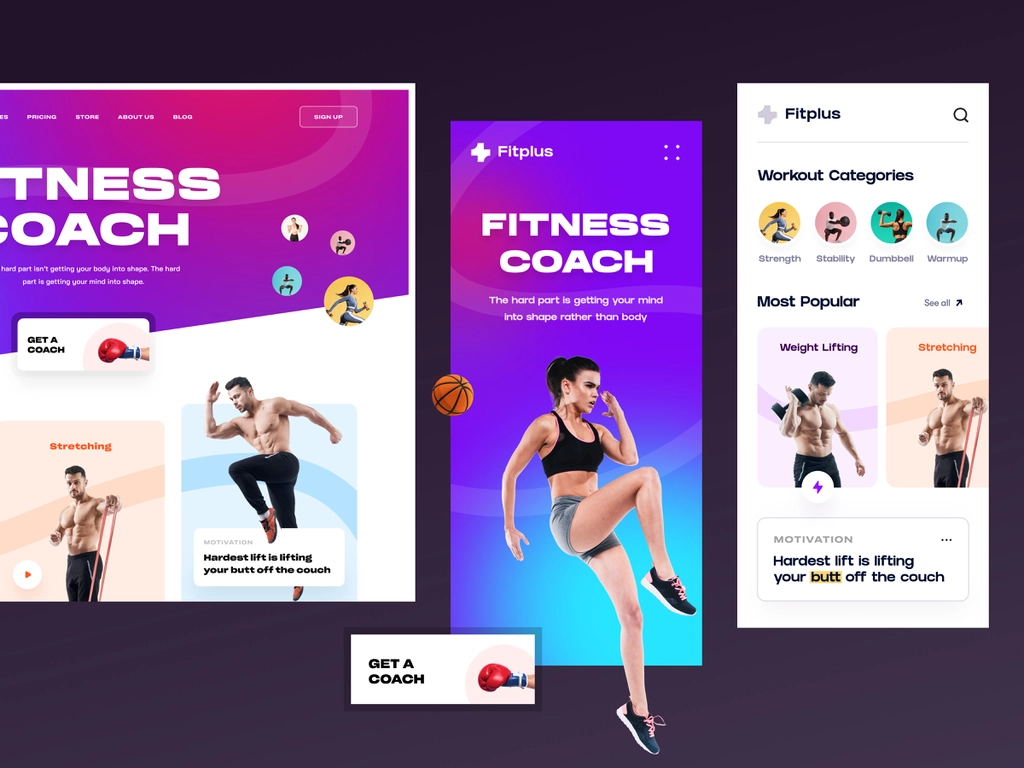 PRICING
STORE
ABOUT US
BLOG
SIGN UP
COACH
hard part isn't getting your body into shape. The hard
part is getting your mind into shape.
GET A
COACH
Stretching
MOTIVATION
Hardest lift is lifting
your butt off the couch
Fitplus
FITNESS
COACH
The hard part is getting your mind
into shape rather than body
GET A
COACH
Fitplus
Workout Categories
Strength
Stability
Dumbbell
Warmup
Most Popular
See all
Weight Lifting
Stretching
MOTIVATION
Hardest lift is lifting
your butt off the couch